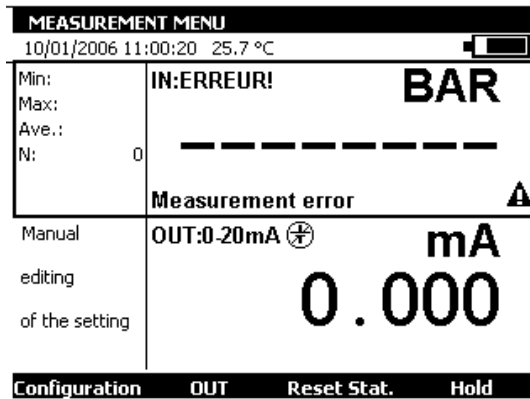 MEASUREMENT MENU
10/01/2006 11:00:20 25.7 °C
Min:
Max:
Ave.:
N: 0
IN:ERREUR! BAR
— — — — — — — —
Measurement error
Manual
editing
of the setting
OUT:0-20mA mA
0.000
Configuration OUT Reset Stat. Hold